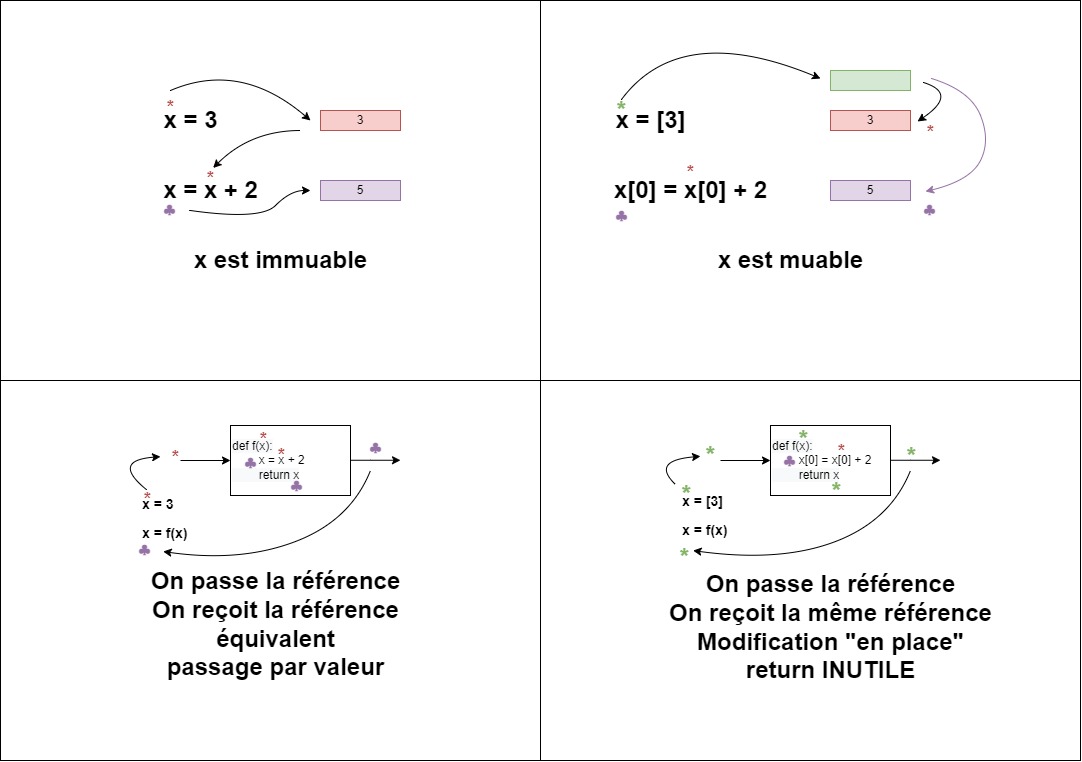 x = 3
3
x = x + 2
5
x est immuable
x = [3]
3
x[0] = x[0] + 2
5
x est muable
def f(x):
x = x + 2
return x
x = 3
x = f(x)
On passe la référence
On reçoit la référence
équivalent
passage par valeur
def f(x):
x[0] = x[0] + 2
return x
x = [3]
x = f(x)
On passe la référence
On reçoit la même référence
Modification "en place"
return INUTILE